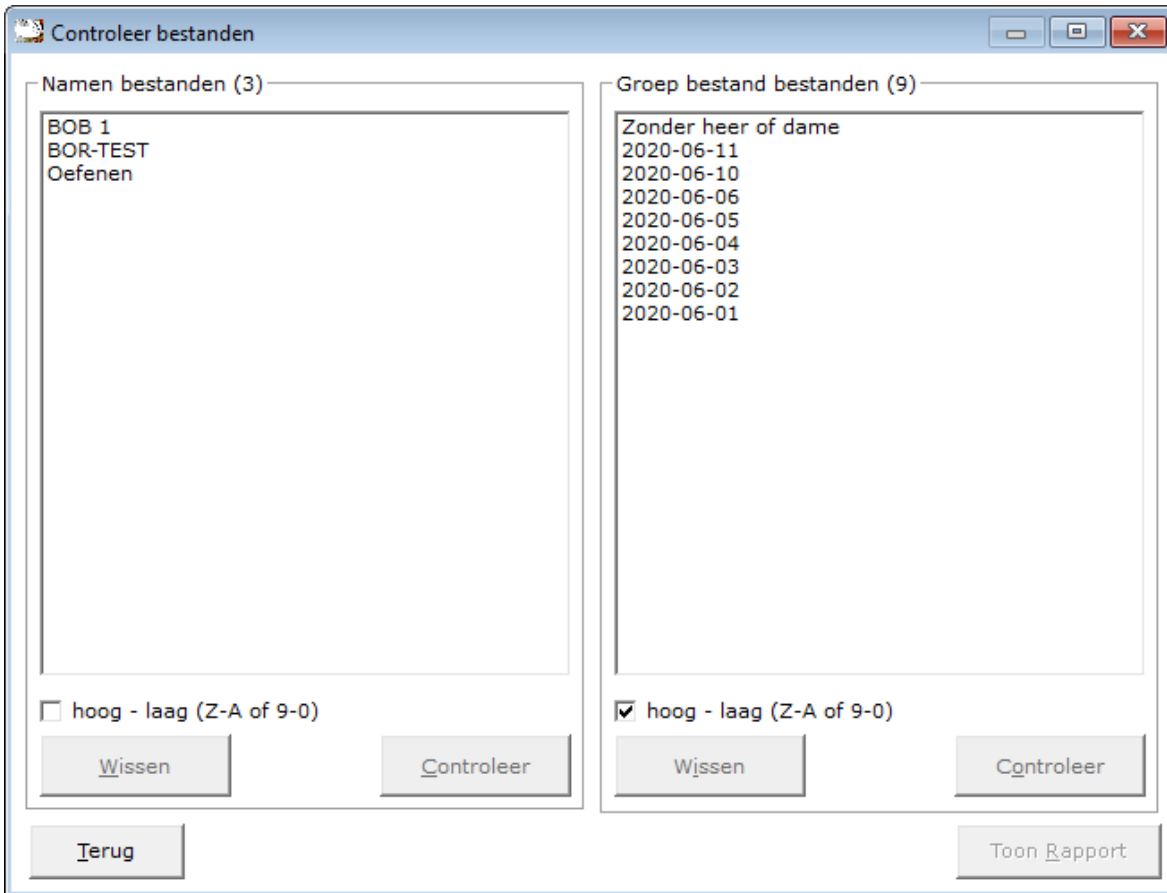 Controleer bestanden
Namen bestanden (3)
BOB 1
BOR-TEST
Oefenen
hoog - laag (Z-A of 9-0)
Wissen
Controleer
Groep bestand bestanden (9)
Zonder heer of dame
2020-06-11
2020-06-10
2020-06-06
2020-06-05
2020-06-04
2020-06-03
2020-06-02
2020-06-01
hoog - laag (Z-A of 9-0)
Wissen
Controleer
Terug
Toon Rapport